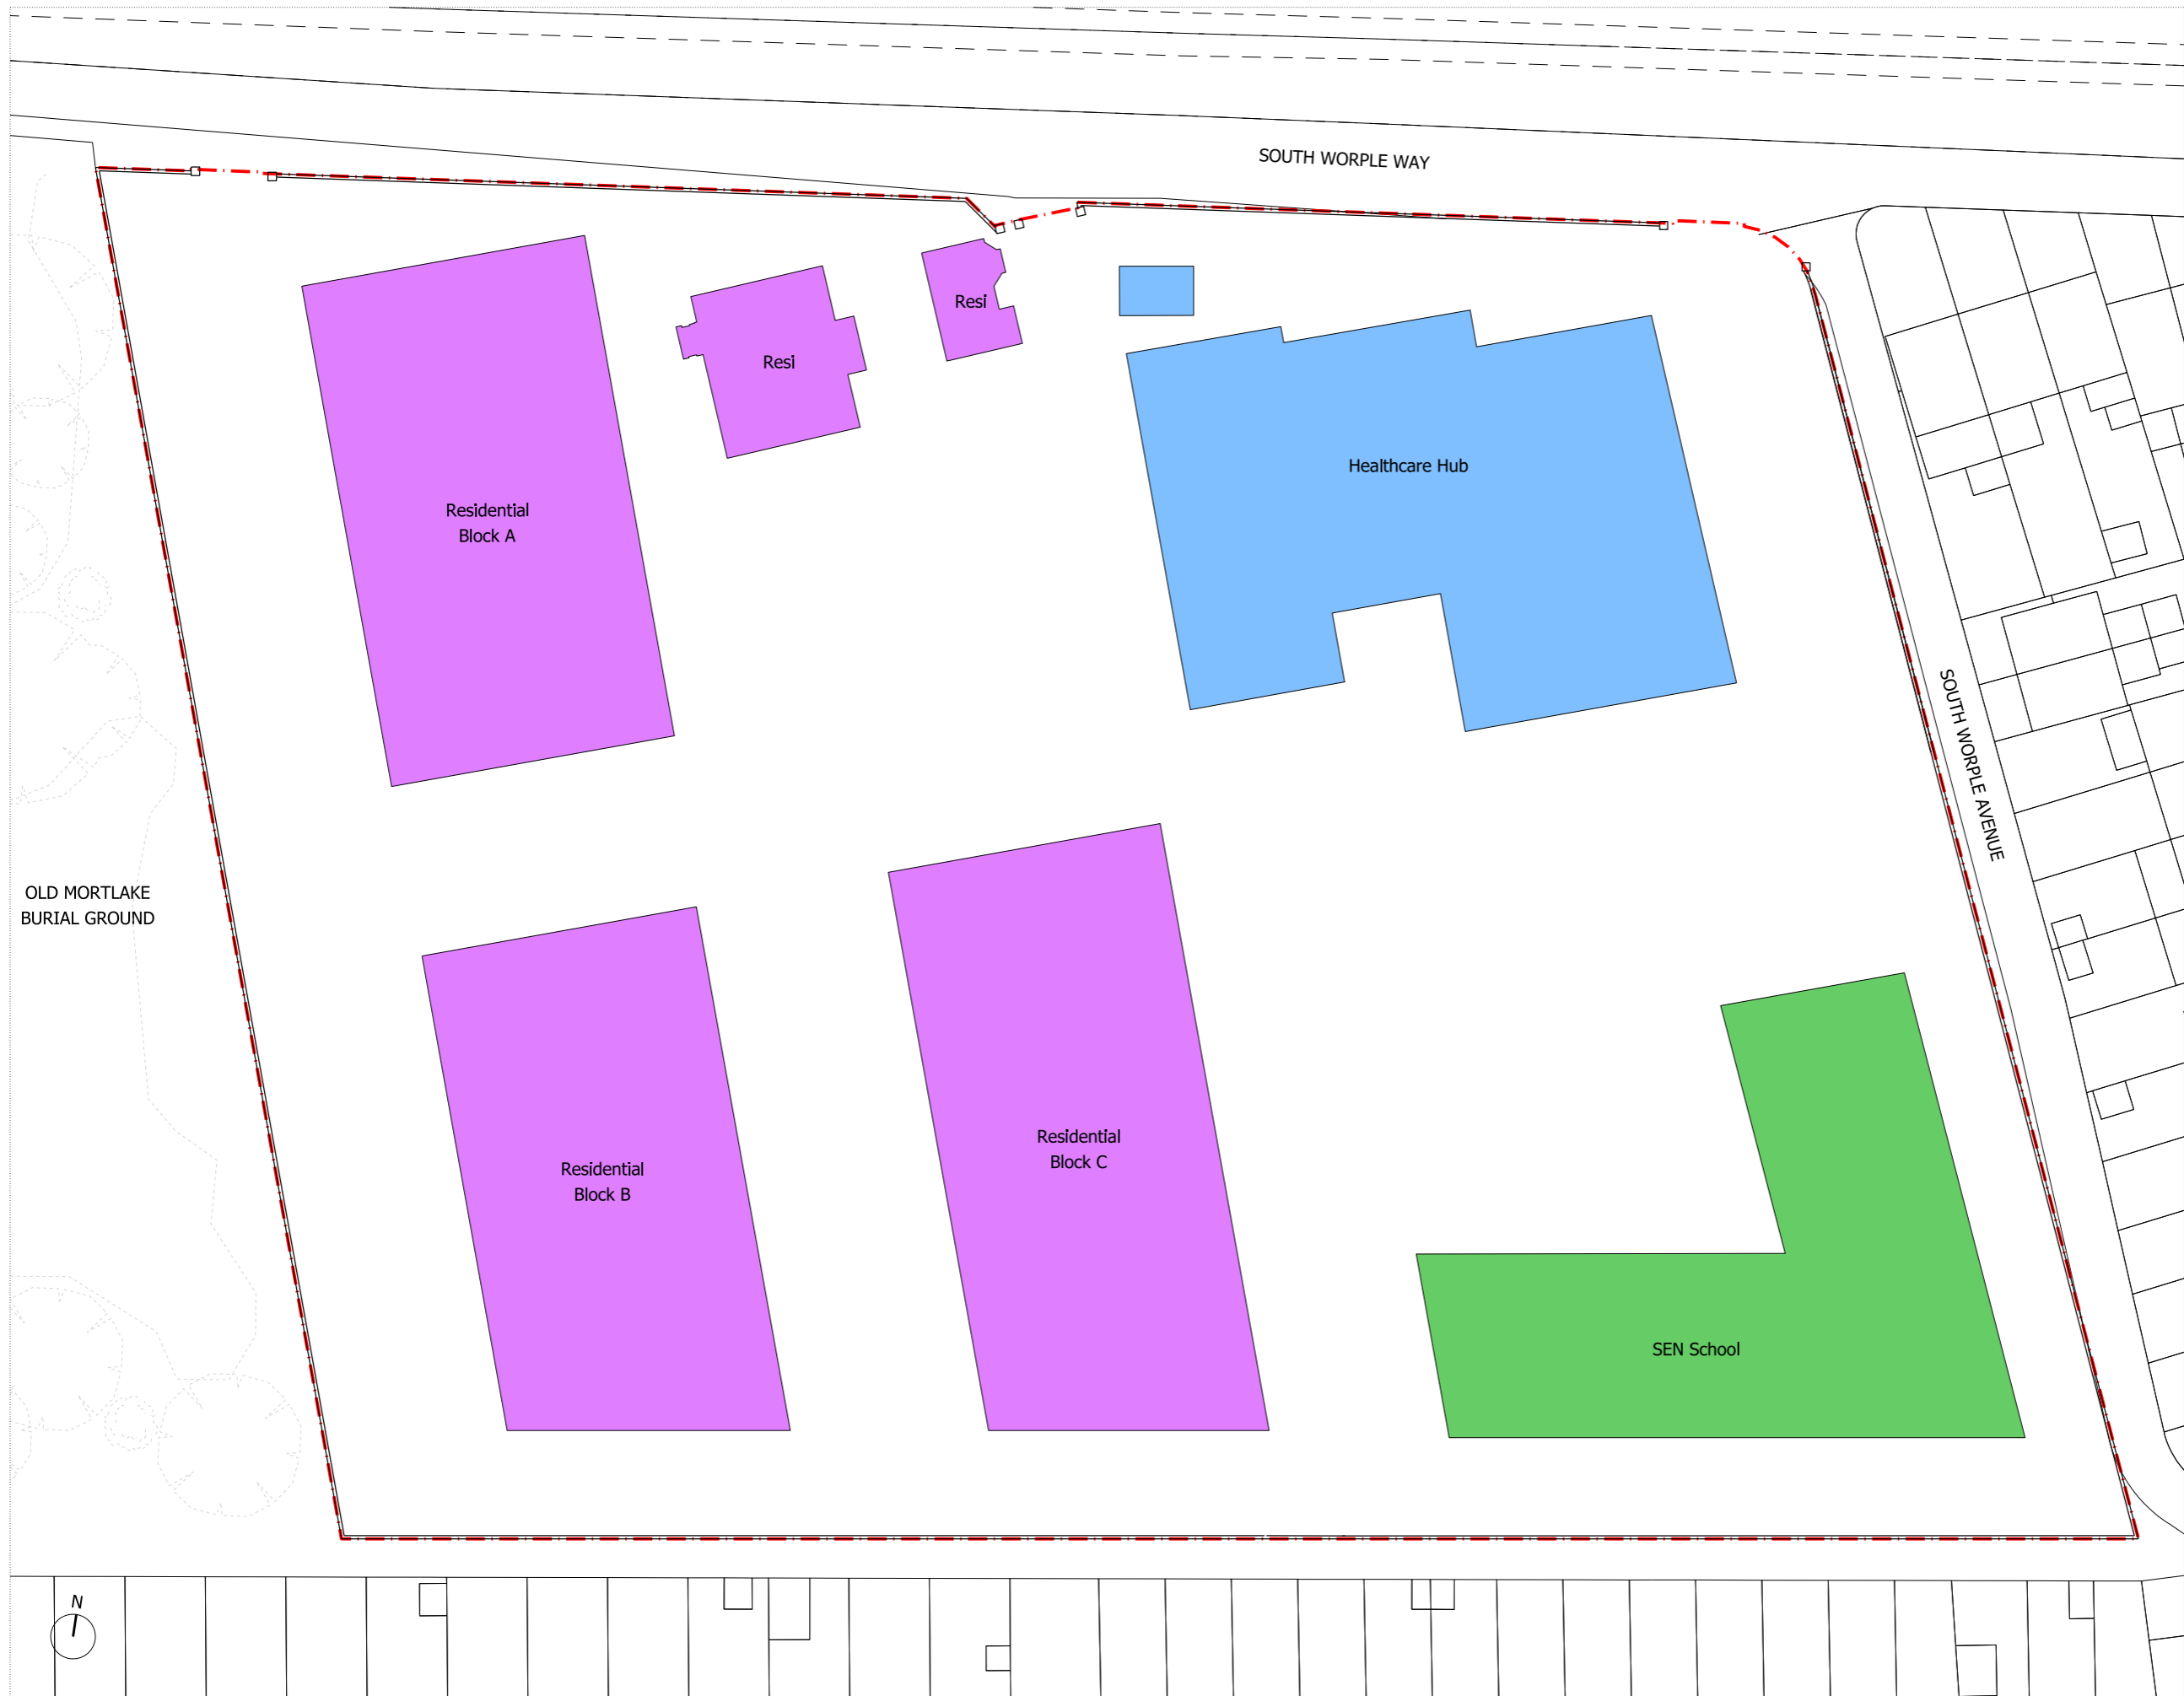 SOUTH WORPLE WAY
Resi
Resi
Healthcare Hub
Residential
Block A
SOUTH WORPLE AVENUE
OLD MORTLAKE
BURIAL GROUND
Residential
Block C
Residential
Block B
SEN School
N